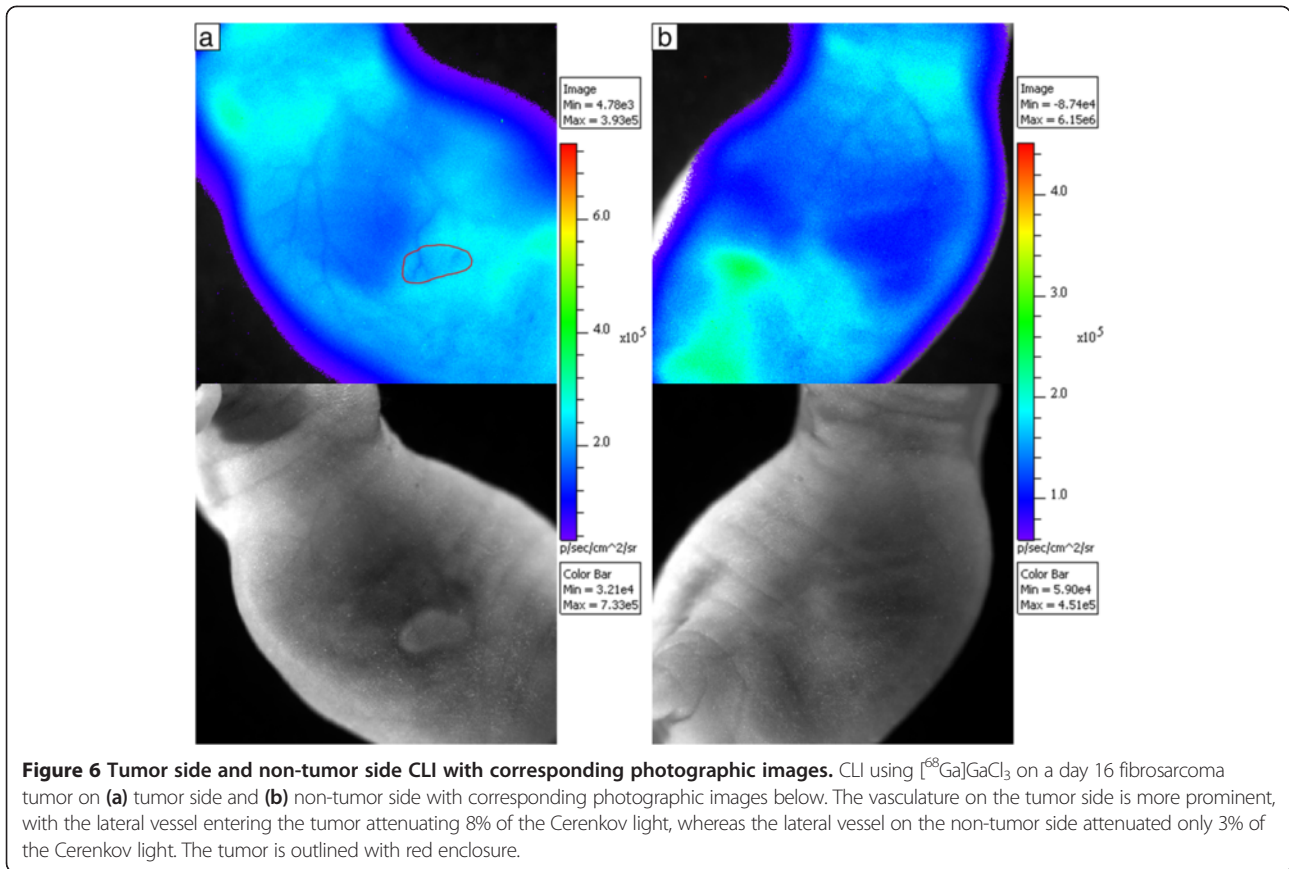 a
Image
Min = 4.78e3
Max = 3.93e5
6.0
4.0
x10⁵
2.0
p/sec/cm^2/sr
Color Bar
Min = 3.21e4
Max = 7.33e5
b
Image
Min = -8.74e4
Max = 6.15e6
4.0
3.0
x10⁵
2.0
1.0
p/sec/cm^2/sr
Color Bar
Min = 5.90e4
Max = 4.51e5
Figure 6 Tumor side and non-tumor side CLI with corresponding photographic images. CLI using [⁶⁸Ga]GaCl₃ on a day 16 fibrosarcoma
tumor on (a) tumor side and (b) non-tumor side with corresponding photographic images below. The vasculature on the tumor side is more prominent,
with the lateral vessel entering the tumor attenuating 8% of the Cerenkov light, whereas the lateral vessel on the non-tumor side attenuated only 3% of
the Cerenkov light. The tumor is outlined with red enclosure.